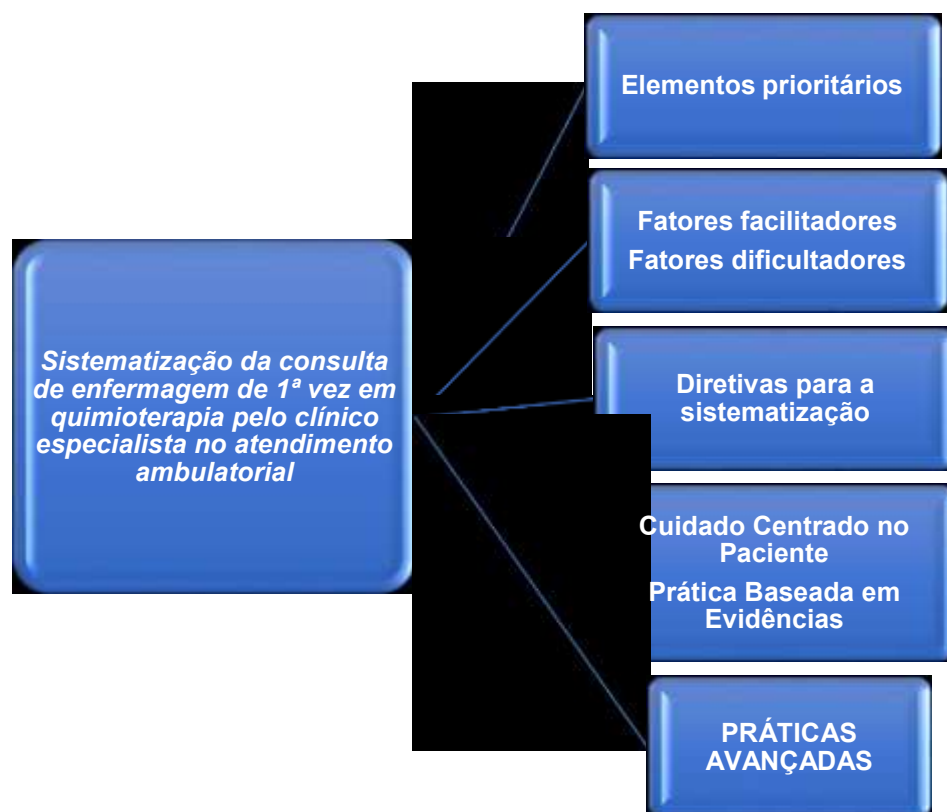 Elementos prioritários
Fatores facilitadores
Fatores dificultadores
Sistematização da consulta
de enfermagem de 1ª vez em
quimioterapia pelo clínico
especialista no atendimento
ambulatorial
Diretivas para a
sistematização
Cuidado Centrado no
Paciente
Prática Baseada em
Evidências
PRÁTICAS
AVANÇADAS